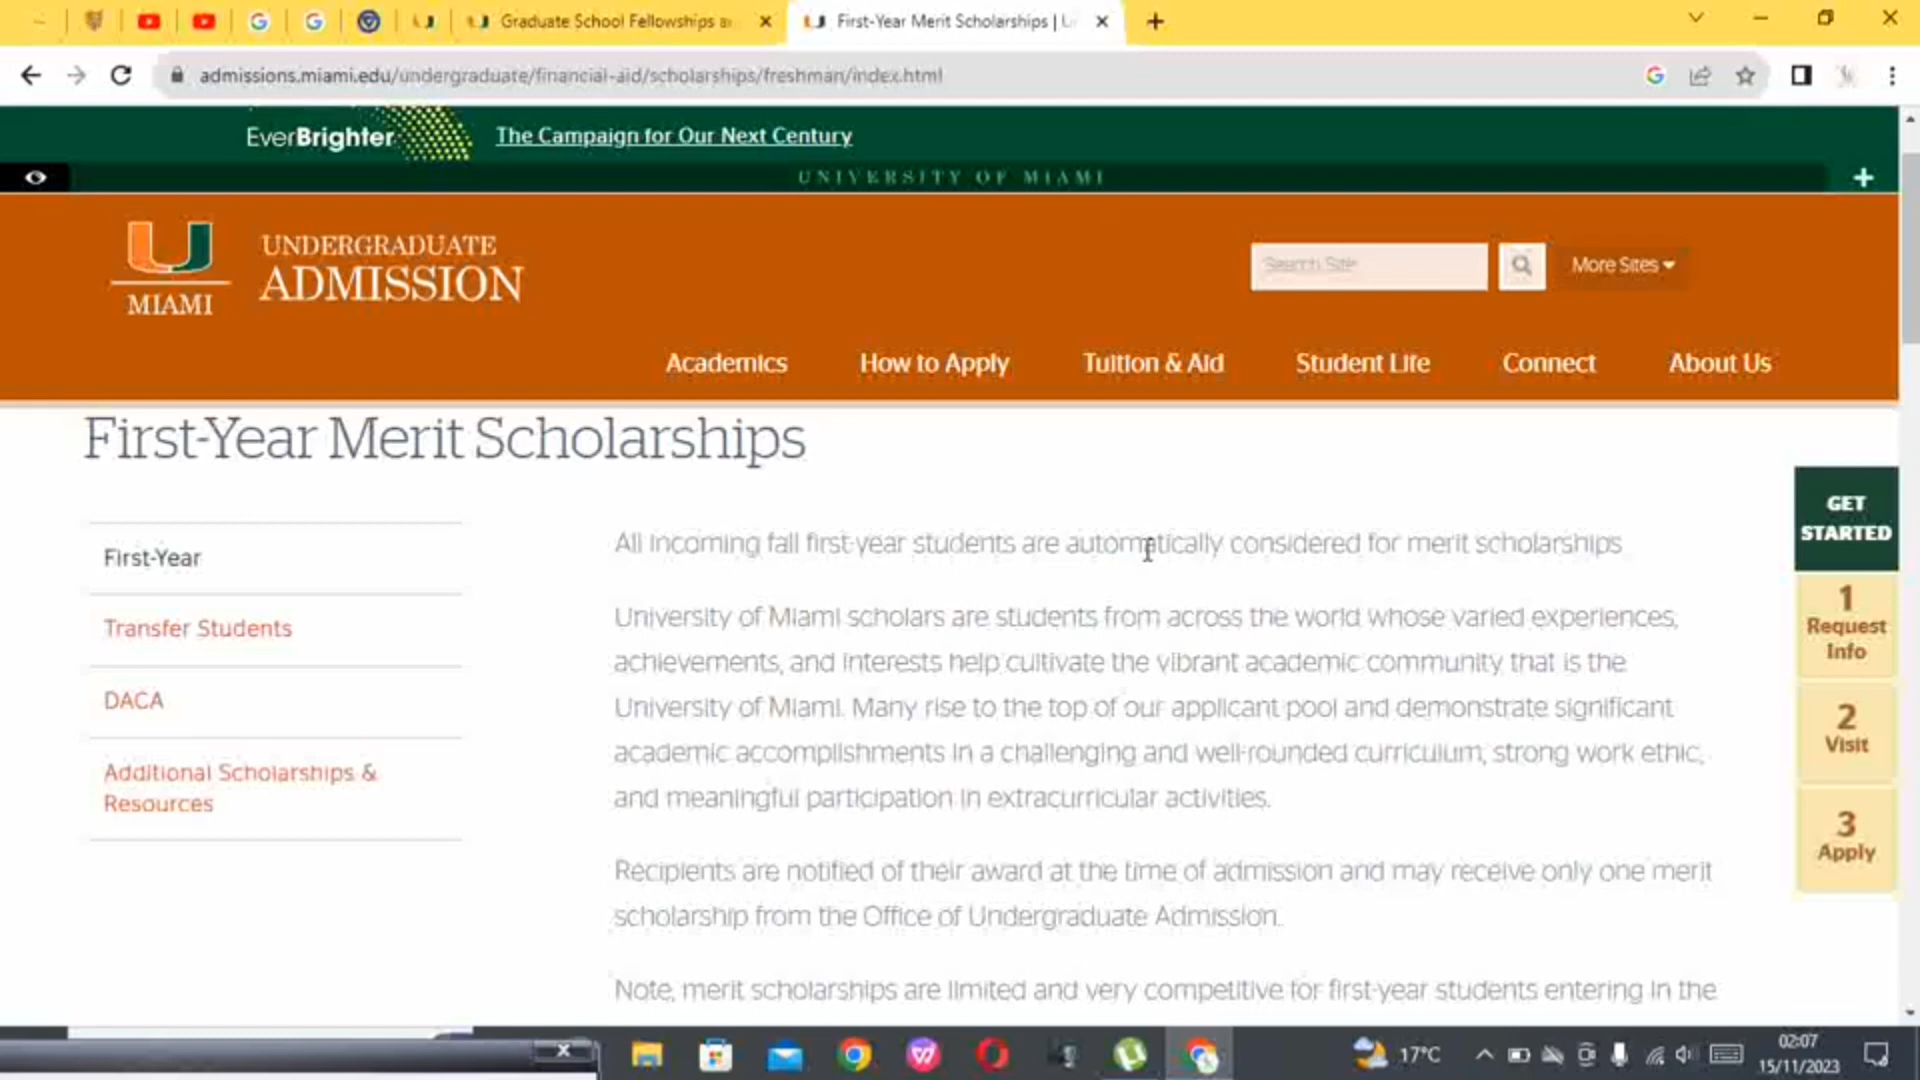 Graduate School Fellowships a
First-Year Merit Scholarships | U
admissions.miami.edu/undergraduate/financial-aid/scholarships/freshman/index.html
EverBrighter
The Campaign for Our Next Century
UNIVERSITY OF MIAMI
MIAMI
UNDERGRADUATE
ADMISSION
Search Site
More Sites
Academics
How to Apply
Tuition & Aid
Student Life
Connect
About Us
First-Year Merit Scholarships
First-Year
Transfer Students
DACA
Additional Scholarships &
Resources
All incoming fall first-year students are automatically considered for merit scholarships
University of Miami scholars are students from across the world whose varied experiences,
achievements, and interests help cultivate the vibrant academic community that is the
University of Miami. Many rise to the top of our applicant pool and demonstrate significant
academic accomplishments in a challenging and well-rounded curriculum, strong work ethic,
and meaningful participation in extracurricular activities.
Recipients are notified of their award at the time of admission and may receive only one merit
scholarship from the Office of Undergraduate Admission.
Note, merit scholarships are limited and very competitive for first-year students entering in the
GET
STARTED
1
Request
Info
2
Visit
3
Apply
17°C
02:07
15/11/2023